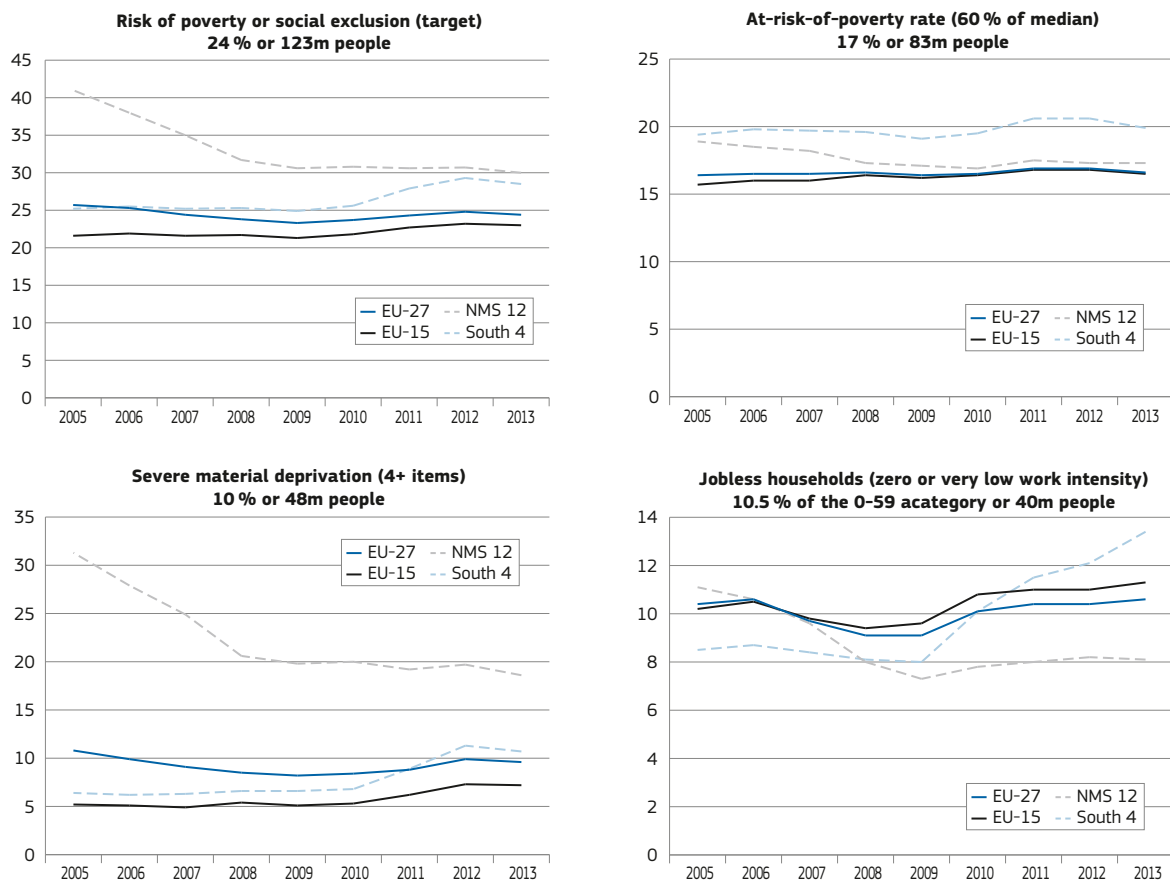 Risk of poverty or social exclusion (target)
24 % or 123m people
45
40
35
30
25
20
15
10
5
0
2005 2006 2007 2008 2009 2010 2011 2012 2013
EU-27 NMS 12
EU-15 South 4
At-risk-of-poverty rate (60 % of median)
17 % or 83m people
25
20
15
10
5
0
2005 2006 2007 2008 2009 2010 2011 2012 2013
EU-27 NMS 12
EU-15 South 4
Severe material deprivation (4+ items)
10 % or 48m people
35
30
25
20
15
10
5
0
2005 2006 2007 2008 2009 2010 2011 2012 2013
EU-27 NMS 12
EU-15 South 4
Jobless households (zero or very low work intensity)
10.5 % of the 0-59 acategory or 40m people
14
12
10
8
6
4
2
0
2005 2006 2007 2008 2009 2010 2011 2012 2013
EU-27 NMS 12
EU-15 South 4